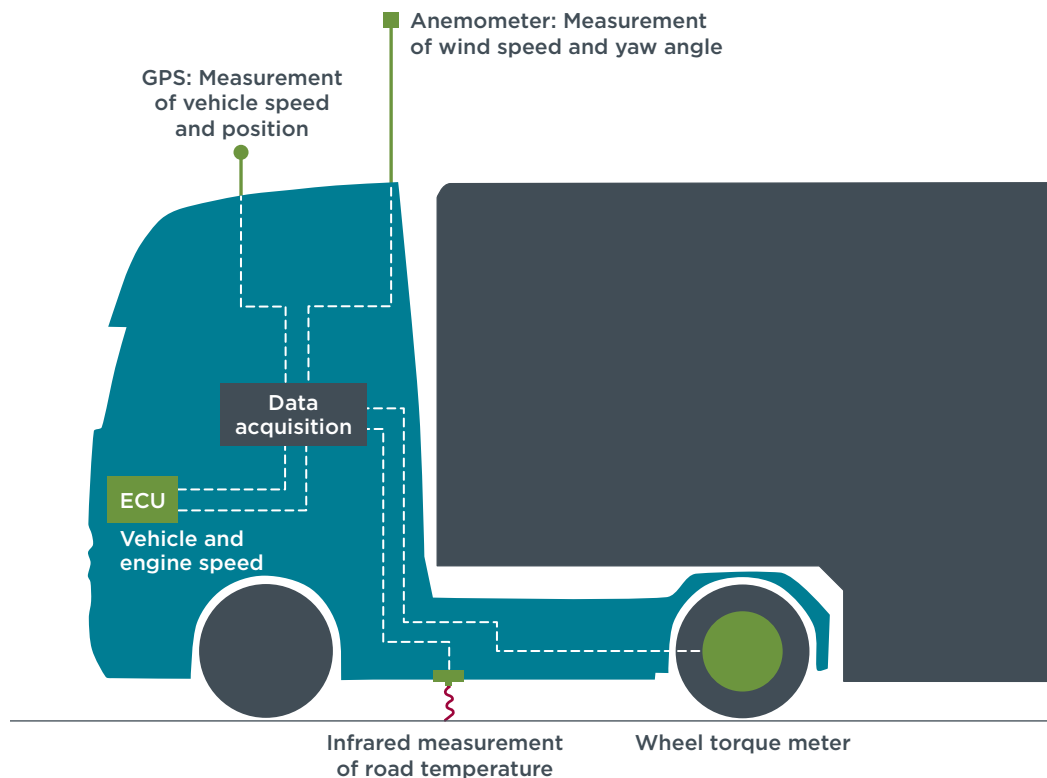 Anemometer: Measurement
of wind speed and yaw angle
GPS: Measurement
of vehicle speed
and position
Data
acquisition
ECU
Vehicle and
engine speed
Infrared measurement
of road temperature
Wheel torque meter